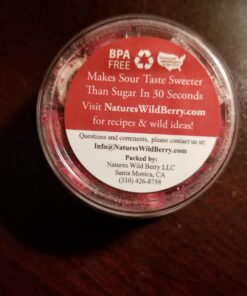 BPA
FREE
Makes Sour Taste Sweeter
Than Sugar In 30 Seconds
Visit NaturesWildBerry.com
for recipes & wild ideas!
Questions and comments, please contact us at:
Info@NaturesWildBerry.com
Packed by:
Natures Wild Berry LLC
Santa Monica, CA
(310) 426-8758